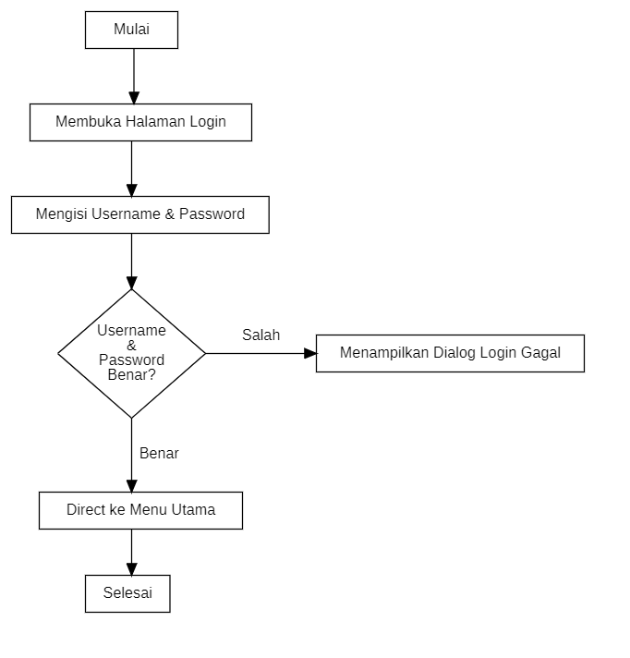 Mulai
Membuka Halaman Login
Mengisi Username & Password
Username
&
Password
Benar?
Salah
Menampilkan Dialog Login Gagal
Benar
Direct ke Menu Utama
Selesai